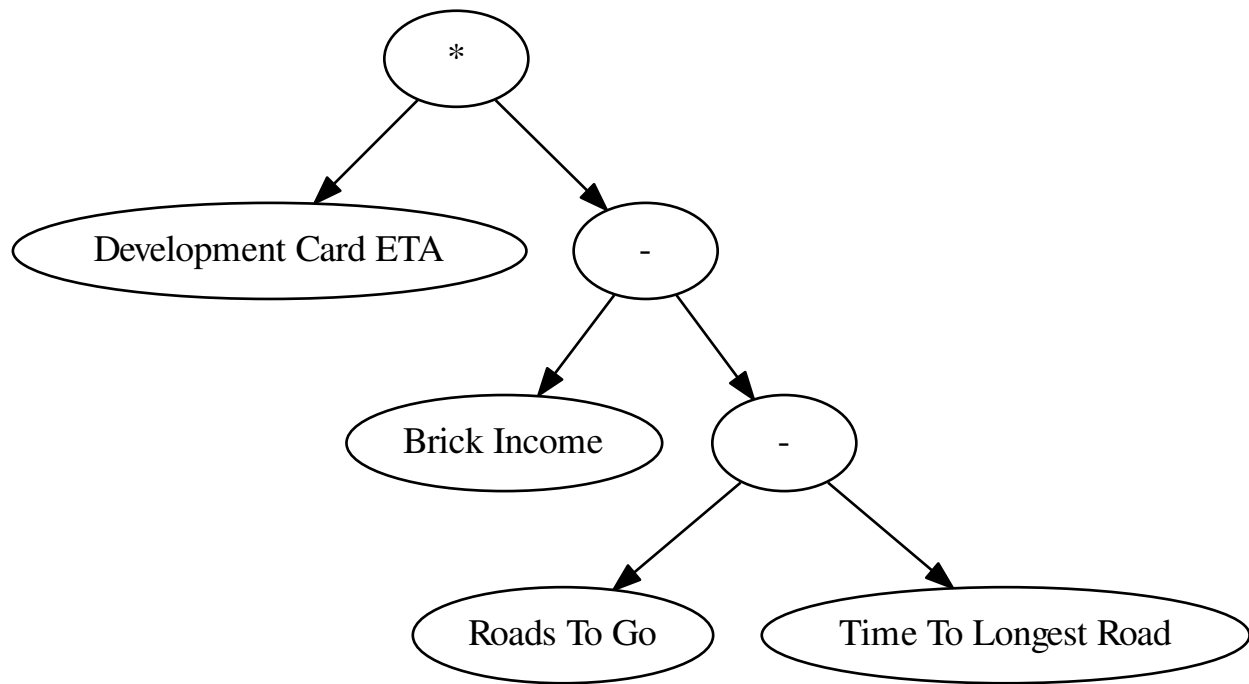 *
Development Card ETA
-
Brick Income
-
Roads To Go
Time To Longest Road